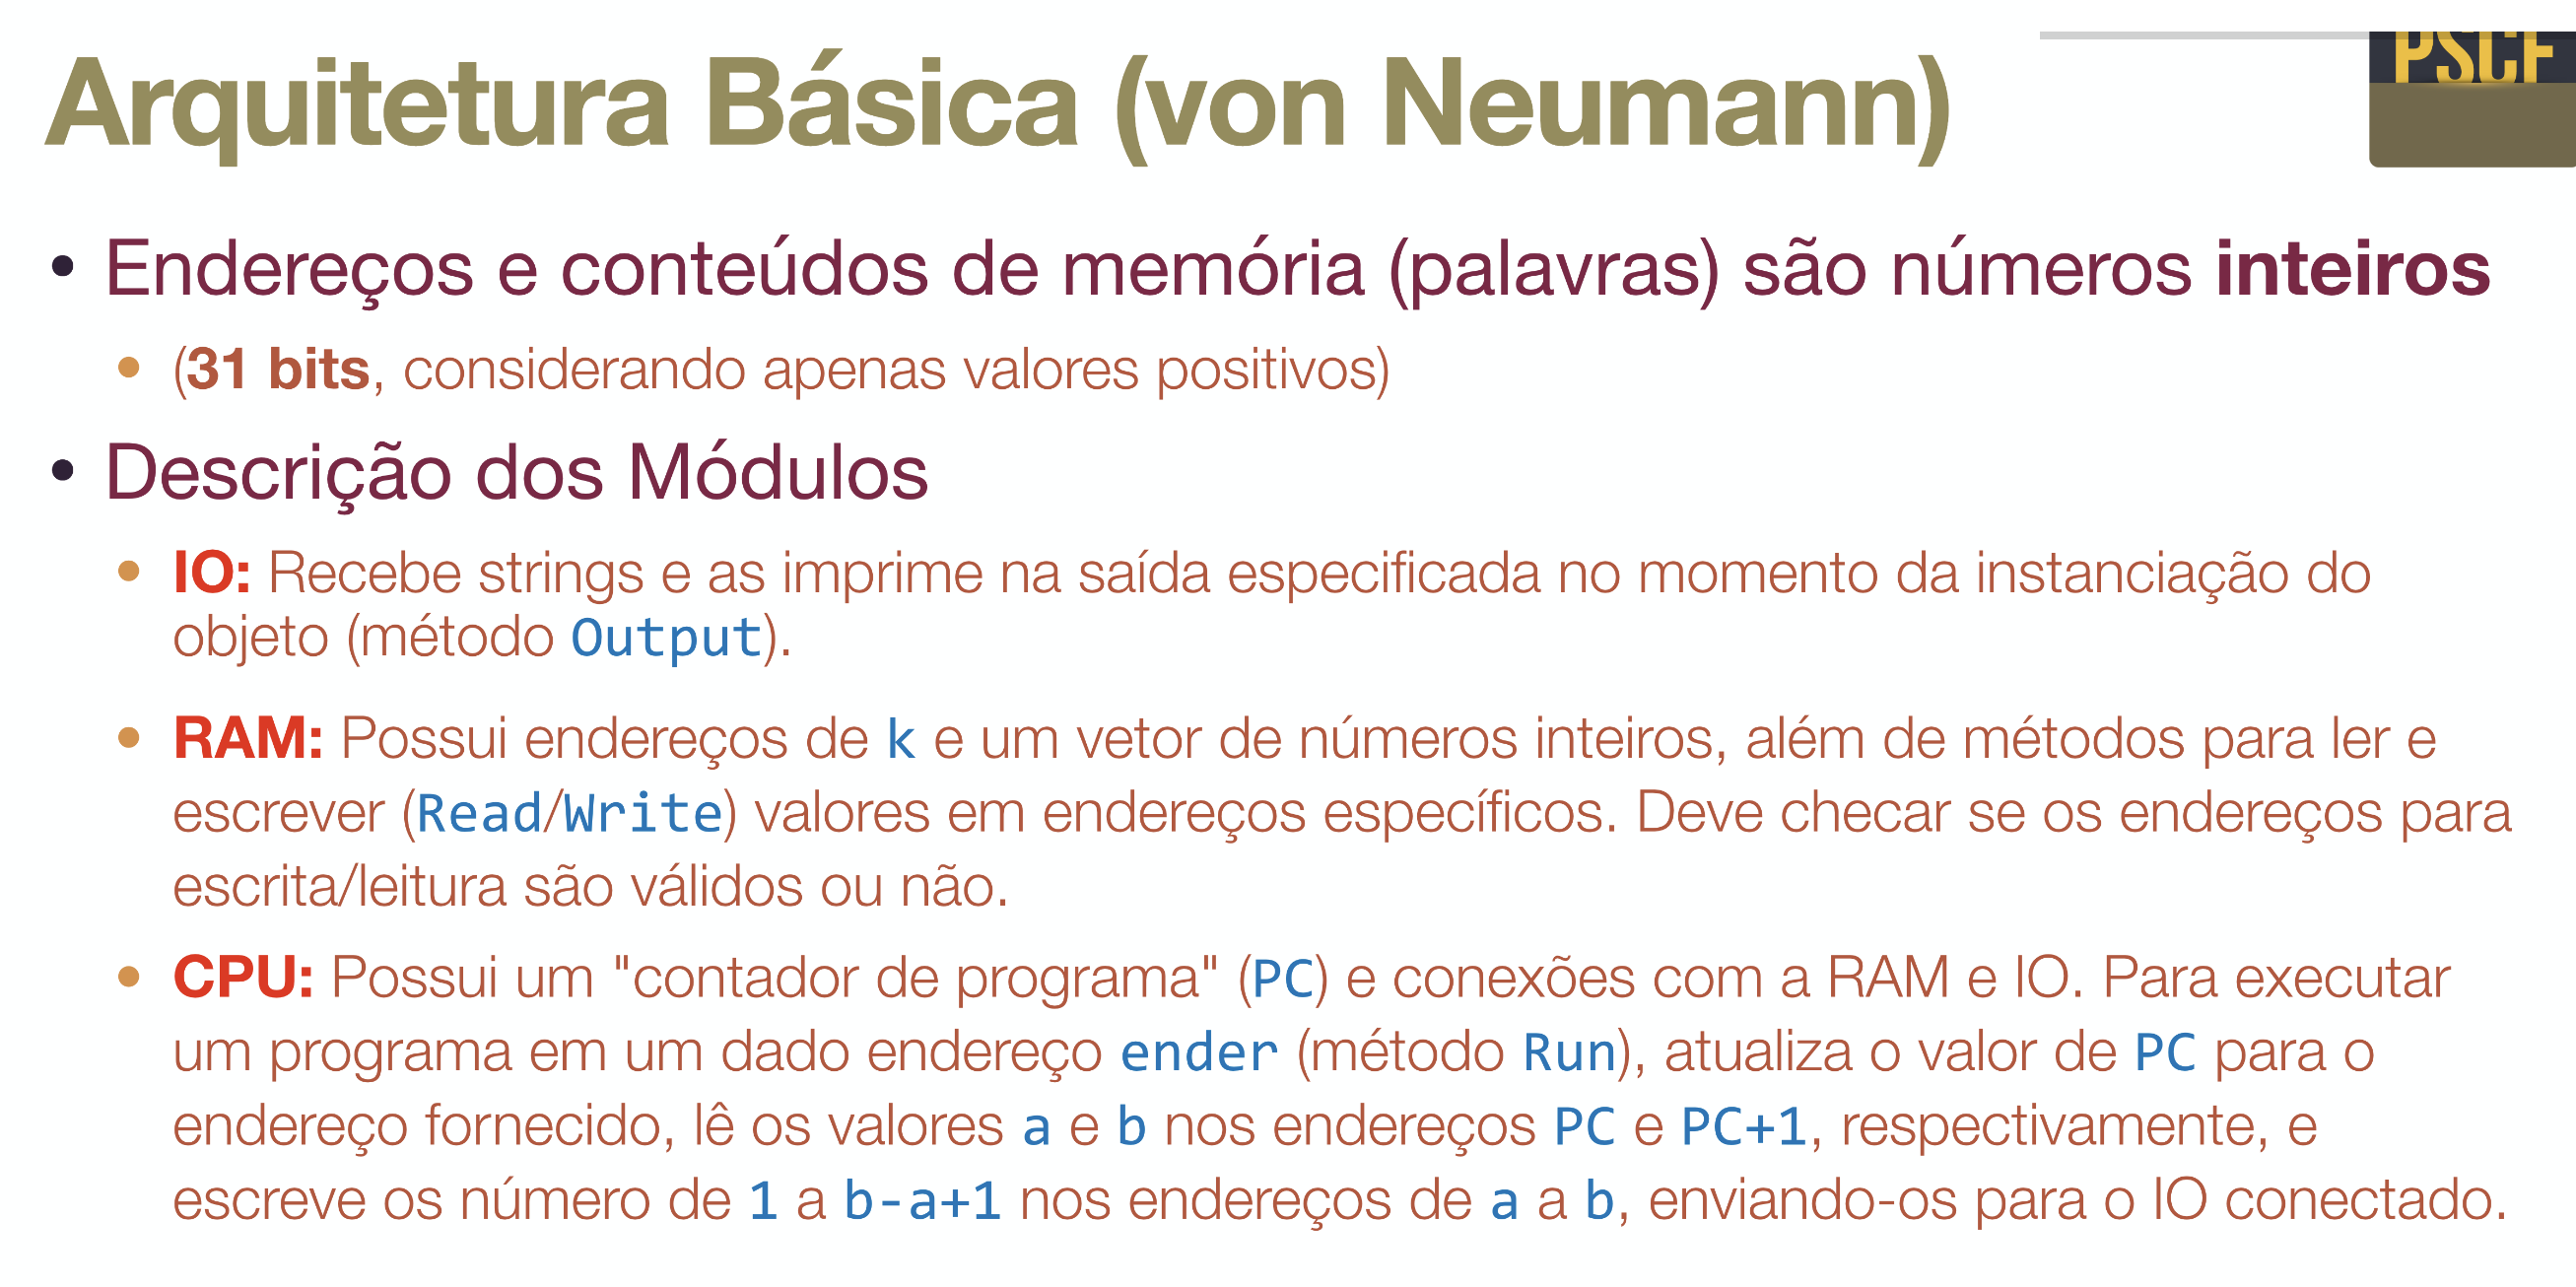 PSCF
Arquitetura Básica (von Neumann)
• Endereços e conteúdos de memória (palavras) são números inteiros
• (31 bits, considerando apenas valores positivos)
• Descrição dos Módulos
• IO: Recebe strings e as imprime na saída especificada no momento da instanciação do
objeto (método Output).
• RAM: Possui endereços de k e um vetor de números inteiros, além de métodos para ler e
escrever (Read/Write) valores em endereços específicos. Deve checar se os endereços para
escrita/leitura são válidos ou não.
• CPU: Possui um "contador de programa" (PC) e conexões com a RAM e IO. Para executar
um programa em um dado endereço ender (método Run), atualiza o valor de PC para o
endereço fornecido, lê os valores a e b nos endereços PC e PC+1, respectivamente, e
escreve os número de 1 a b-a+1 nos endereços de a a b, enviando-os para o IO conectado.